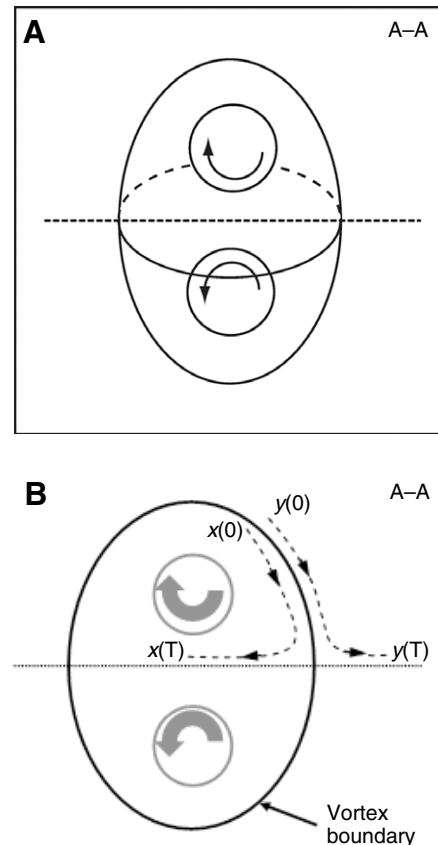 A
A–A
B
A–A
y(0)
x(0)
x(T)
y(T)
Vortex
boundary